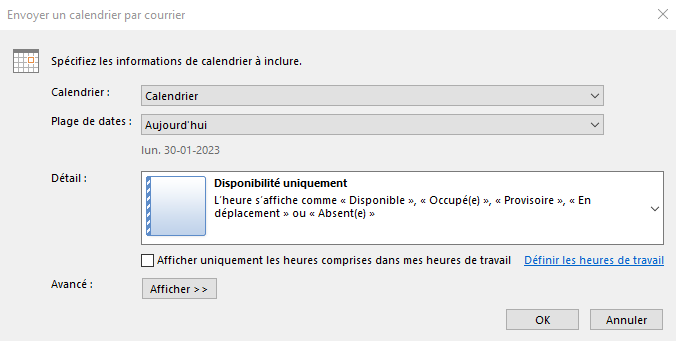 Envoyer un calendrier par courrier
Spécifiez les informations de calendrier à inclure.
Calendrier :
Calendrier
Plage de dates :
Aujourd'hui
lun. 30-01-2023
Détail :
Disponibilité uniquement
L'heure s'affiche comme « Disponible », « Occupé(e) », « Provisoire », « En
déplacement » ou « Absent(e) »
Afficher uniquement les heures comprises dans mes heures de travail
Définir les heures de travail
Avancé :
Afficher >>
OK
Annuler